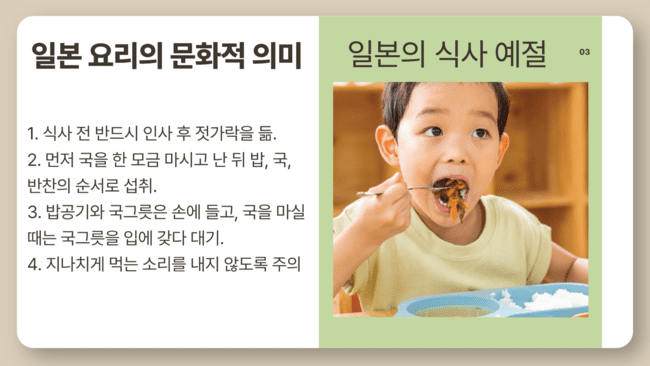 일본 요리의 문화적 의미
1. 식사 전 반드시 인사 후 젓가락을 듦.
2. 먼저 국을 한 모금 마시고 난 뒤 밥, 국,
반찬의 순서로 섭취.
3. 밥공기와 국그릇은 손에 들고, 국을 마실
때는 국그릇을 입에 갖다 대기.
4. 지나치게 먹는 소리를 내지 않도록 주의
일본의 식사 예절
03